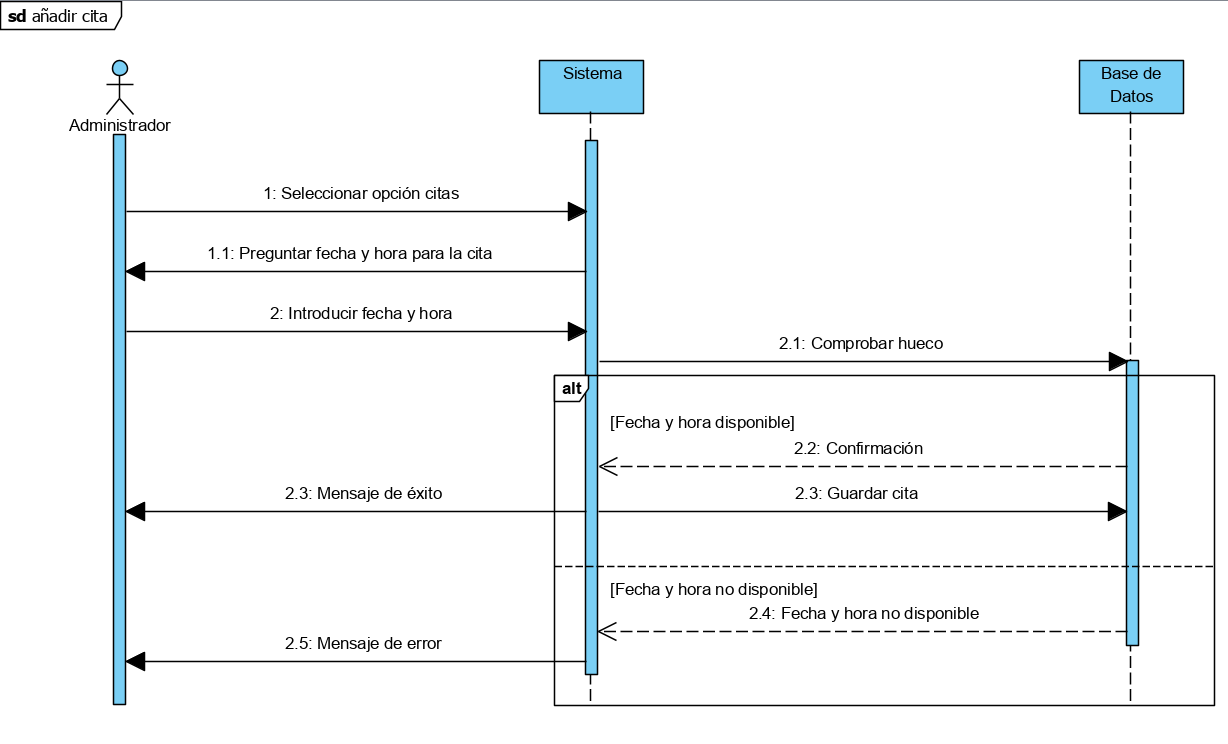 sd añadir cita
Administrador
Sistema
Base de
Datos
1: Seleccionar opción citas
1.1: Preguntar fecha y hora para la cita
2: Introducir fecha y hora
2.1: Comprobar hueco
alt
[Fecha y hora disponible]
2.2: Confirmación
2.3: Mensaje de éxito
2.3: Guardar cita
[Fecha y hora no disponible]
2.4: Fecha y hora no disponible
2.5: Mensaje de error